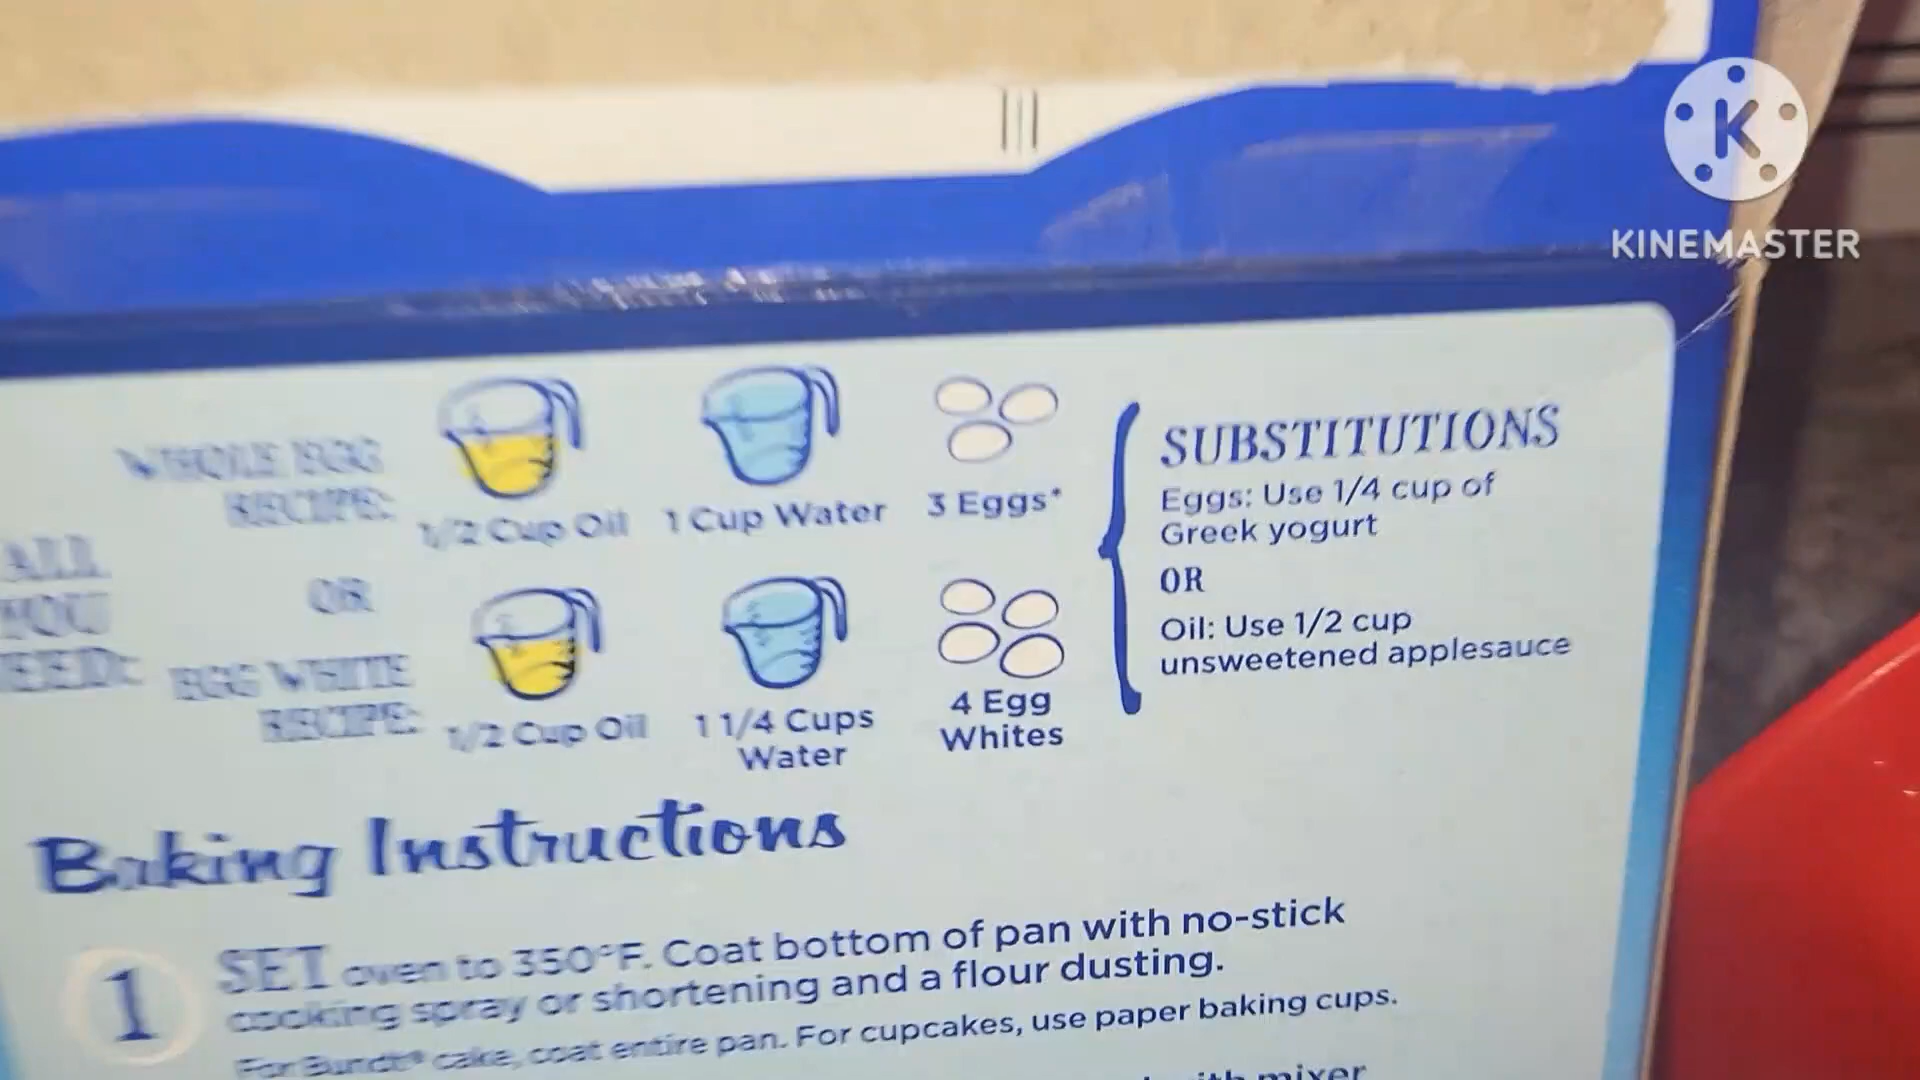 KINEMASTER
WHOLE EGG
RECIPE:
1/2 Cup Oil
1 Cup Water
3 Eggs*
ALL
YOU
EED:
OR
EGG WHITE
RECIPE:
1/2 Cup Oil
1 1/4 Cups
Water
4 Egg
Whites
SUBSTITUTIONS
Eggs: Use 1/4 cup of
Greek yogurt
OR
Oil: Use 1/2 cup
unsweetened applesauce
Baking Instructions
1
SET oven to 350°F. Coat bottom of pan with no-stick
cooking spray or shortening and a flour dusting.
For Bundt® cake, coat entire pan. For cupcakes, use paper baking cups.
with mixer